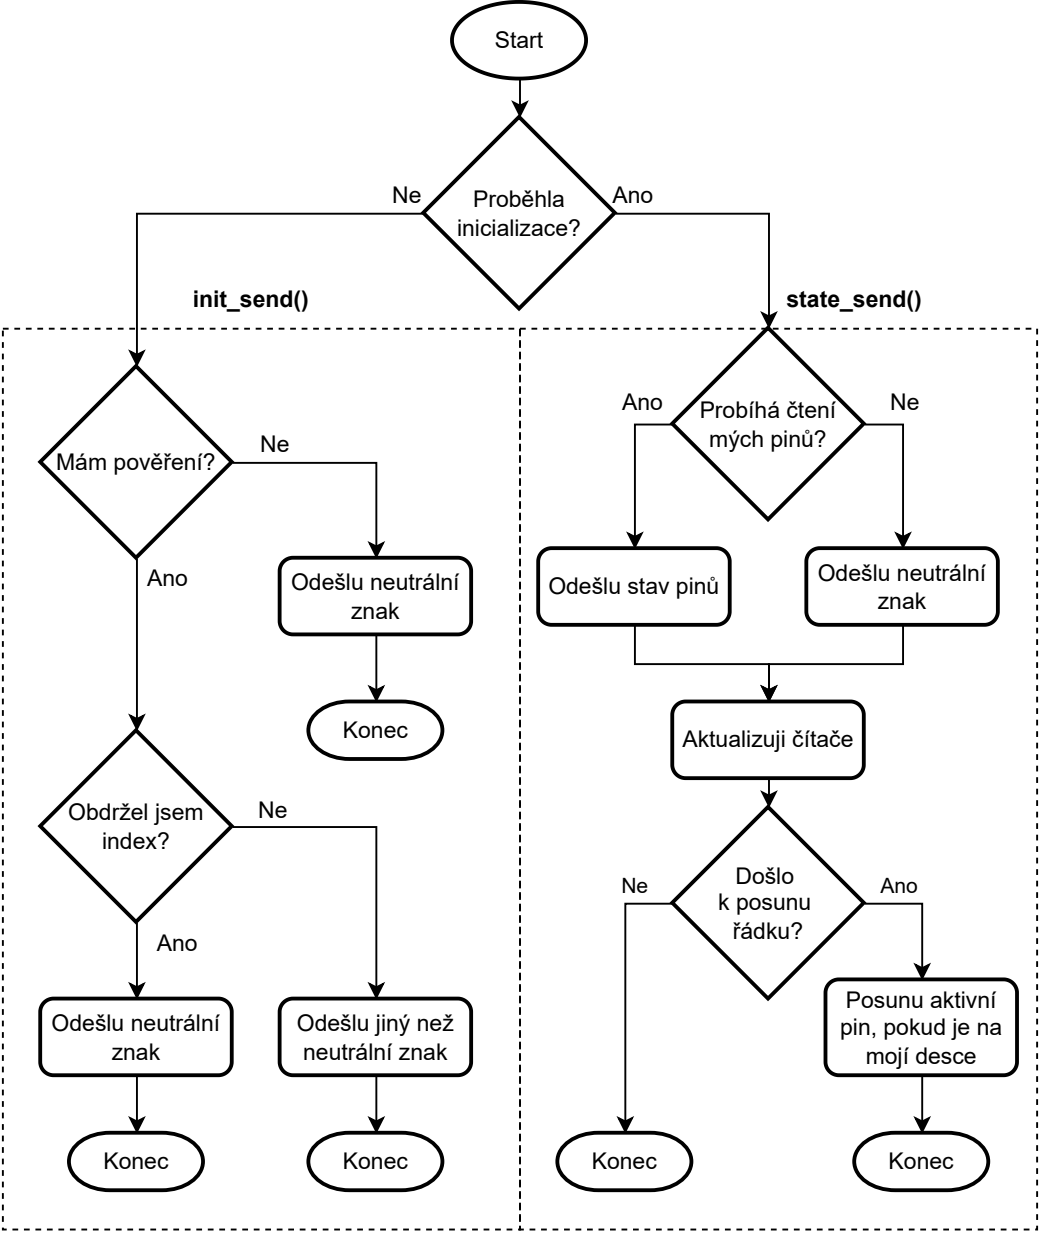 Start
Proběhla
inicializace?
Ne
Ano
init_send()
state_send()
Mám pověření?
Ne
Ano
Odešlu neutrální
znak
Konec
Obdržel jsem
index?
Ne
Ano
Odešlu neutrální
znak
Odešlu jiný než
neutrální znak
Konec
Konec
Probíhá čtení
mých pinů?
Ano
Ne
Odešlu stav pinů
Odešlu neutrální
znak
Aktualizuji čítače
Došlo
k posunu
řádku?
Ne
Ano
Posunu aktivní
pin, pokud je na
mojí desce
Konec
Konec